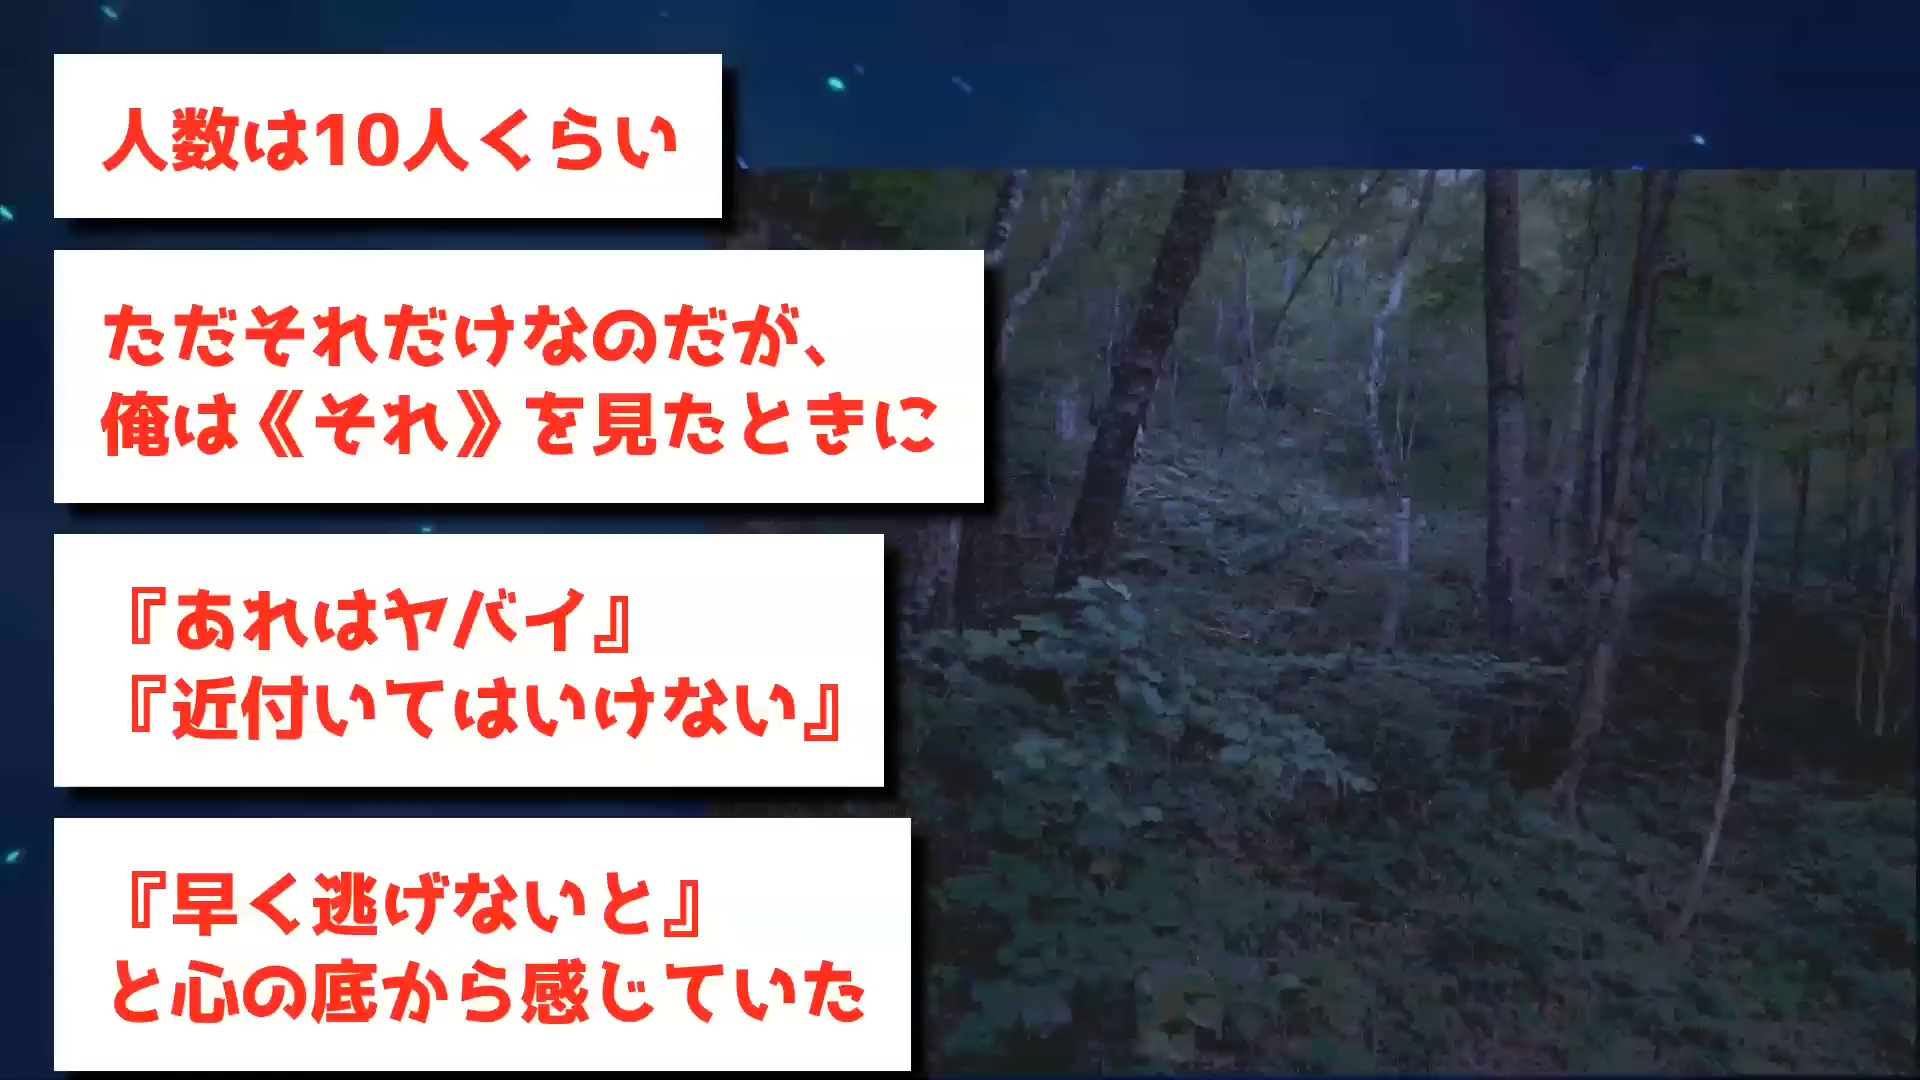 人数は10人くらい
ただそれだけなのだが、
俺は《それ》を見たときに
『あれはヤバイ』
『近付いてはいけない』
『早く逃げないと』
と心の底から感じていた